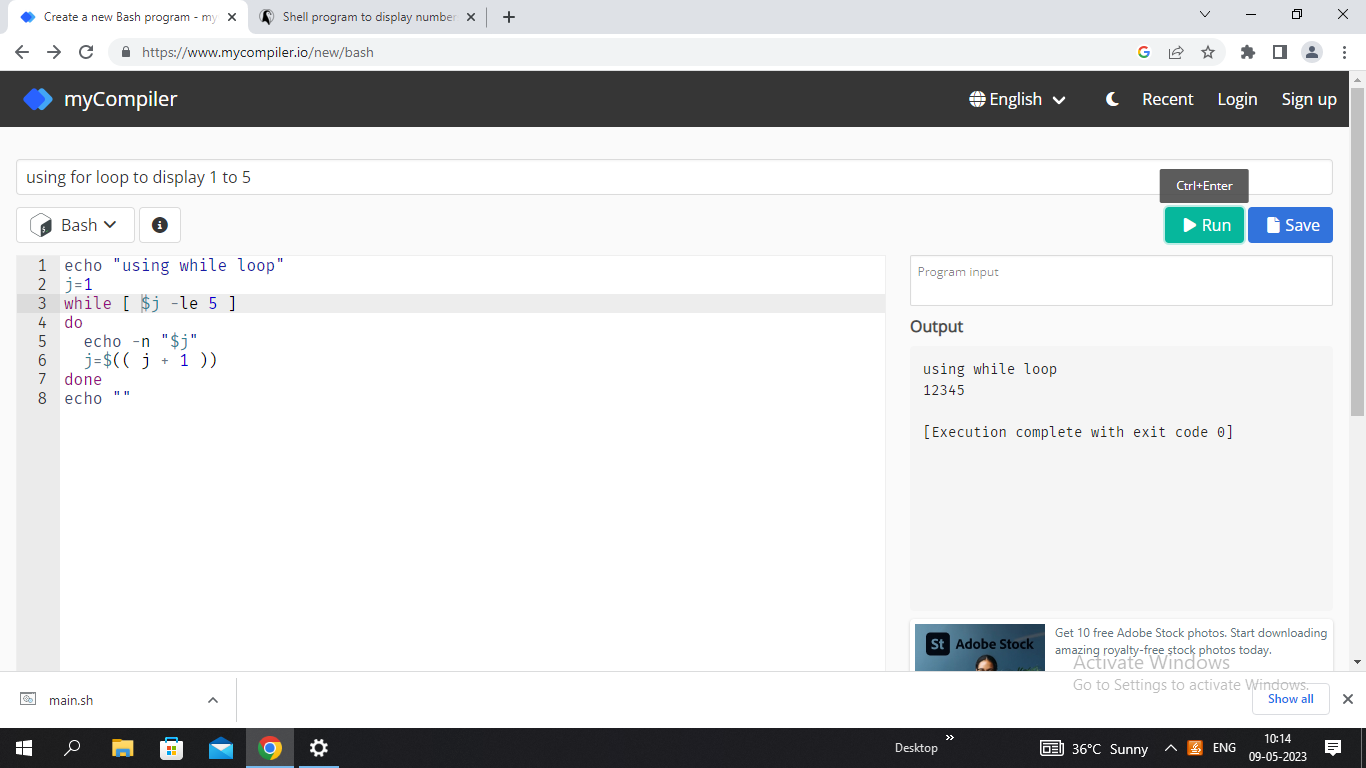 Create a new Bash program - my
Shell program to display number
https://www.mycompiler.io/new/bash
myCompiler
English
Recent
Login
Sign up
using for loop to display 1 to 5
Ctrl+Enter
Bash
Run
Save
1 echo "using while loop"
2 j=1
3 while [ $j -le 5 ]
4 do
5 echo -n "$j"
6 j=$(( j + 1 ))
7 done
8 echo ""
Program input
Output
using while loop
12345
[Execution complete with exit code 0]
St Adobe Stock
Get 10 free Adobe Stock photos. Start downloading
amazing royalty-free stock photos today.
Activate Windows
Go to Settings to activate Windows.
main.sh
Show all
Desktop
36°C Sunny
ENG
10:14
09-05-2023